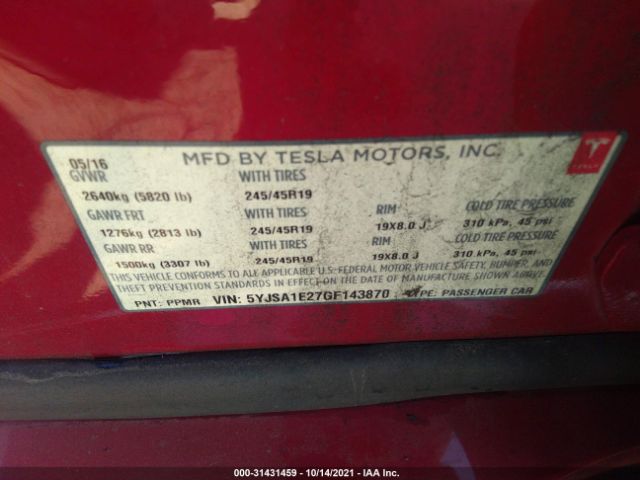 MFD BY TESLA MOTORS, INC.
TESLA
05/16
GVWR WITH TIRES
2640kg (5820 lb) 245/45R19
GAWR FRT WITH TIRES RIM COLD TIRE PRESSURE
1276kg (2813 lb) 245/45R19 19X8.0 J 310 kPa, 45 psi
GAWR RR WITH TIRES RIM COLD TIRE PRESSURE
1500kg (3307 lb) 245/45R19 19X8.0 J 310 kPa, 45 psi
THIS VEHICLE CONFORMS TO ALL APPLICABLE U.S. FEDERAL MOTOR VEHICLE SAFETY, BUMPER, AND
THEFT PREVENTION STANDARDS IN EFFECT ON THE DATE OF MANUFACTURE SHOWN ABOVE.
PNT: PPMR VIN: 5YJSA1E27GF143870 TYPE: PASSENGER CAR
000-31431459 - 10/14/2021 - IAA Inc.